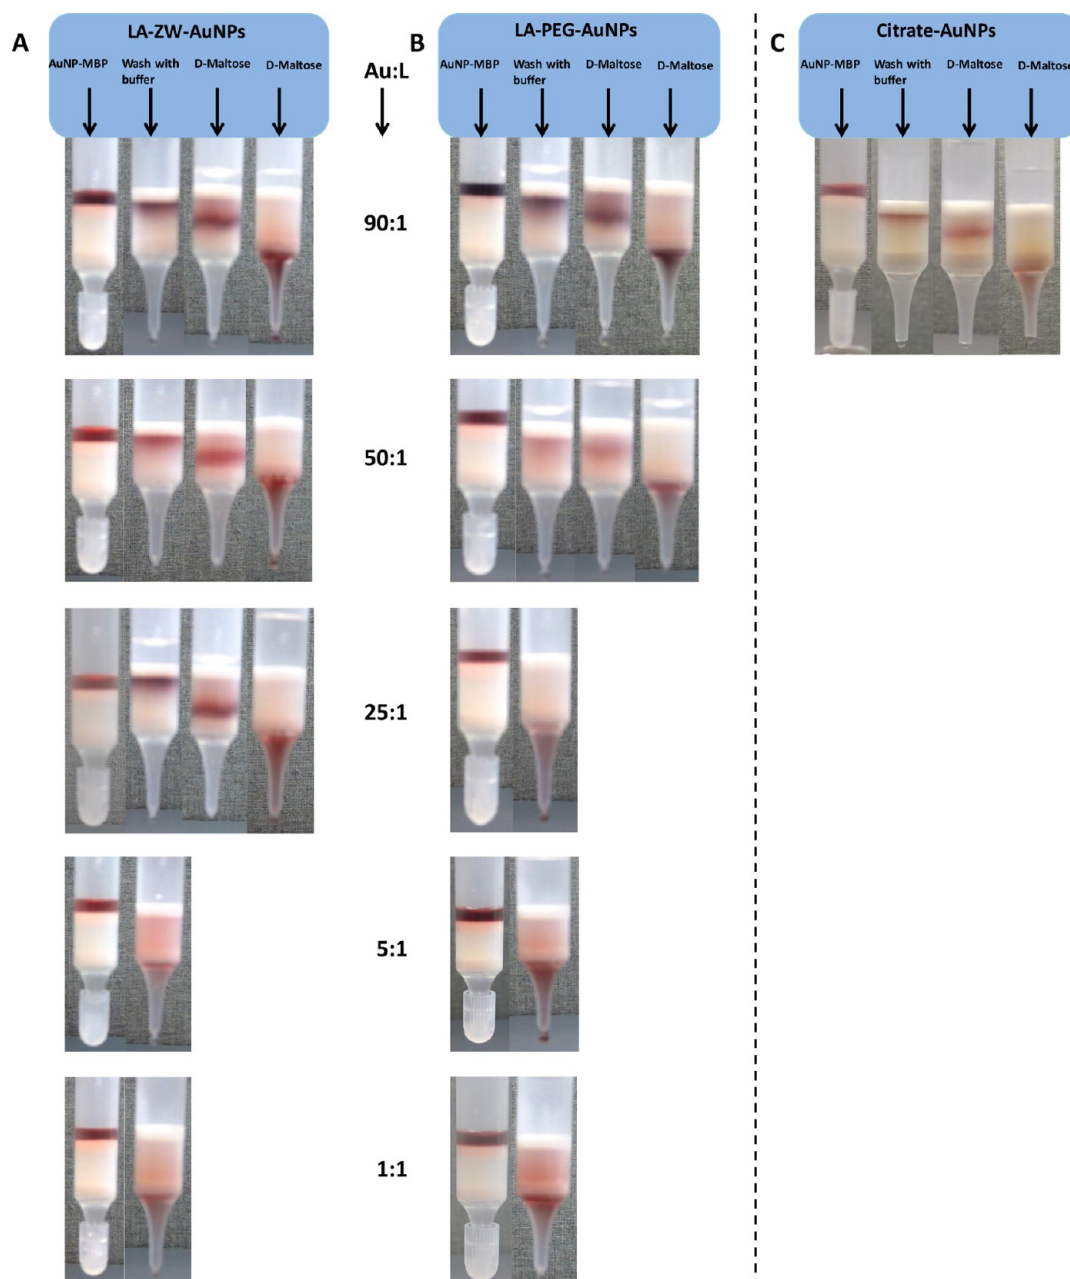 A
LA-ZW-AuNPs
AuNP-MBP
Wash with
buffer
D-Maltose
D-Maltose
Au:L
B
LA-PEG-AuNPs
AuNP-MBP
Wash with
buffer
D-Maltose
D-Maltose
C
Citrate-AuNPs
AuNP-MBP
Wash with
buffer
D-Maltose
D-Maltose
90:1
50:1
25:1
5:1
1:1